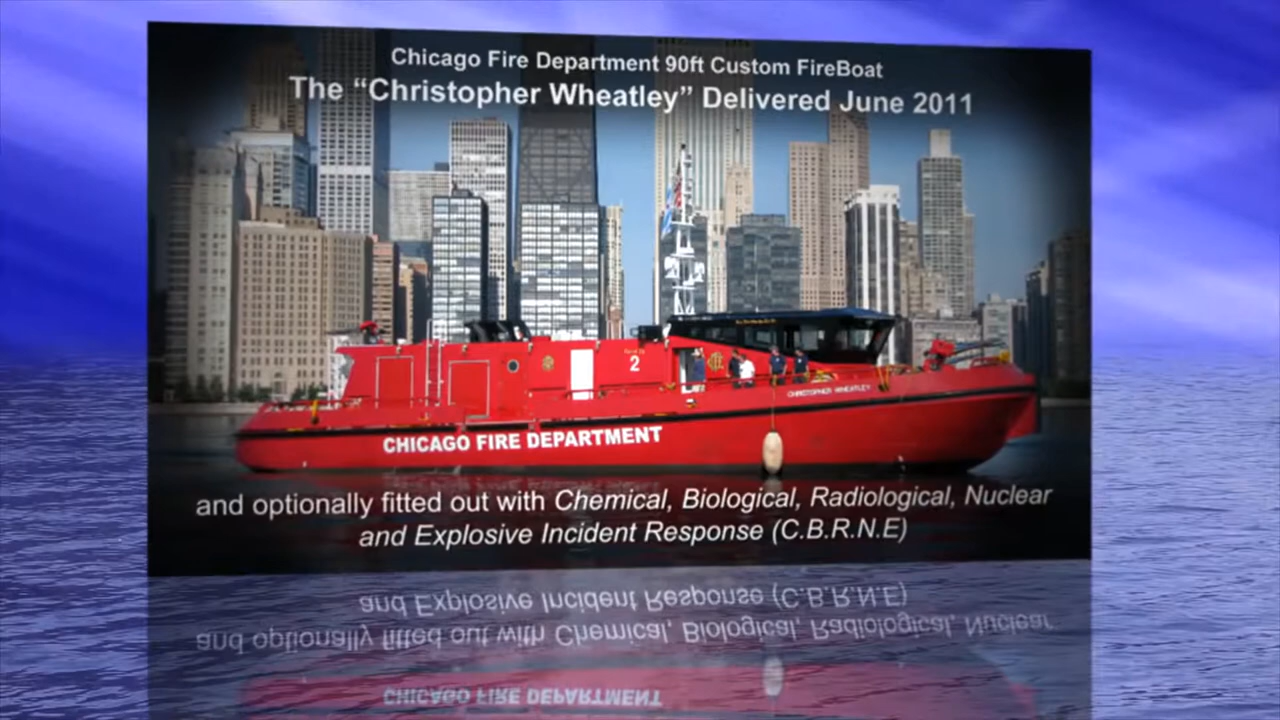 Chicago Fire Department 90ft Custom FireBoat
The “Christopher Wheatley” Delivered June 2011
2
CHRISTOPHER WHEATLEY
CHICAGO FIRE DEPARTMENT
and optionally fitted out with Chemical, Biological, Radiological, Nuclear
and Explosive Incident Response (C.B.R.N.E)